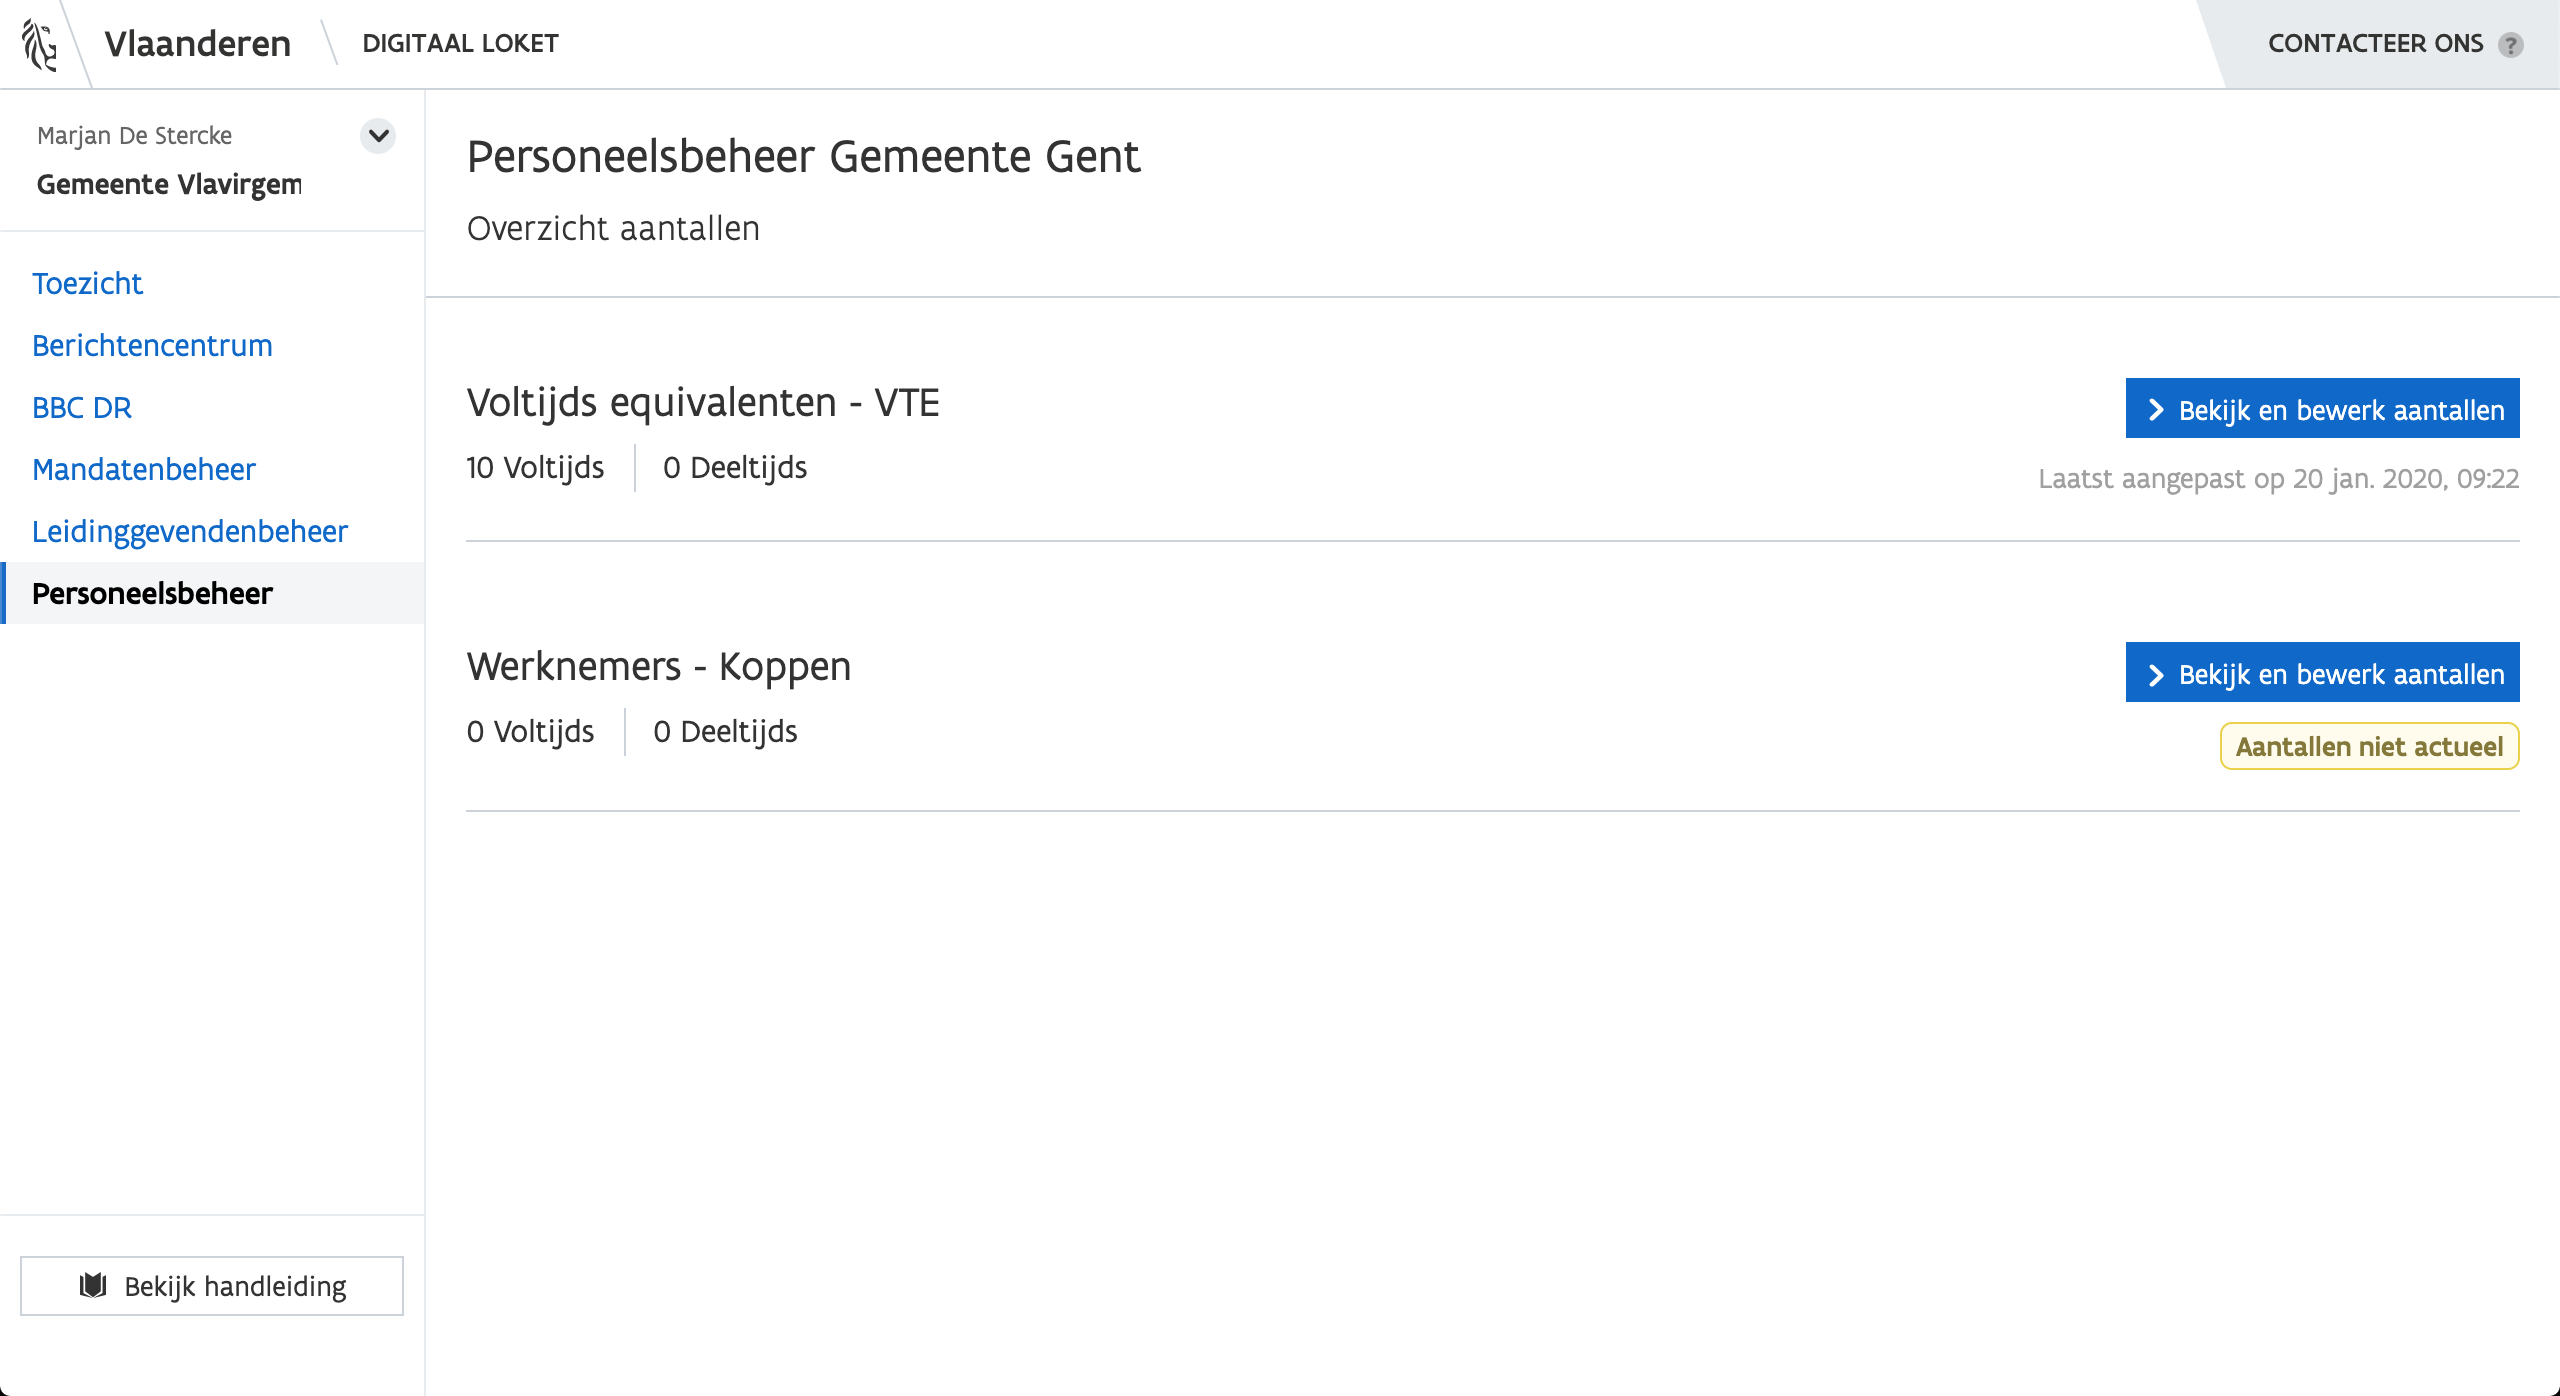 Vlaanderen
DIGITAAL LOKET
CONTACTEER ONS ?
Marjan De Stercke
Gemeente Vlavirgem
Toezicht
Berichtencentrum
BBC DR
Mandatenbeheer
Leidinggevendenbeheer
Personeelsbeheer
Bekijk handleiding
Personeelsbeheer Gemeente Gent
Overzicht aantallen
Voltijds equivalenten - VTE
10 Voltijds
0 Deeltijds
Bekijk en bewerk aantallen
Laatst aangepast op 20 jan. 2020, 09:22
Werknemers - Koppen
0 Voltijds
0 Deeltijds
Bekijk en bewerk aantallen
Aantallen niet actueel